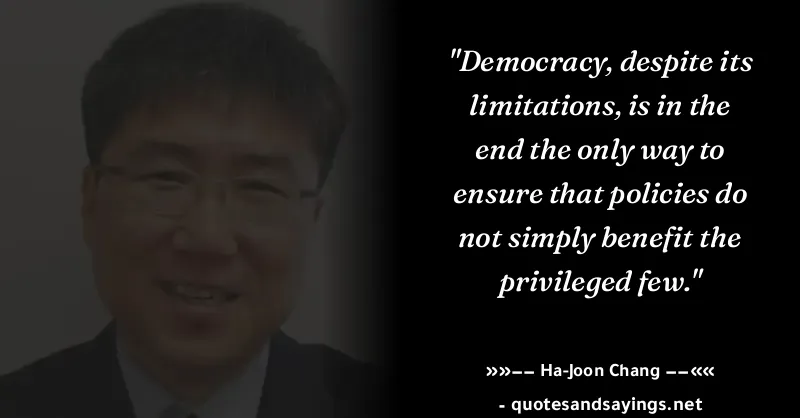 "Democracy, despite its
limitations, is in the
end the only way to
ensure that policies do
not simply benefit the
privileged few."
»»−− Ha-Joon Chang −−««
- quotesandsayings.net